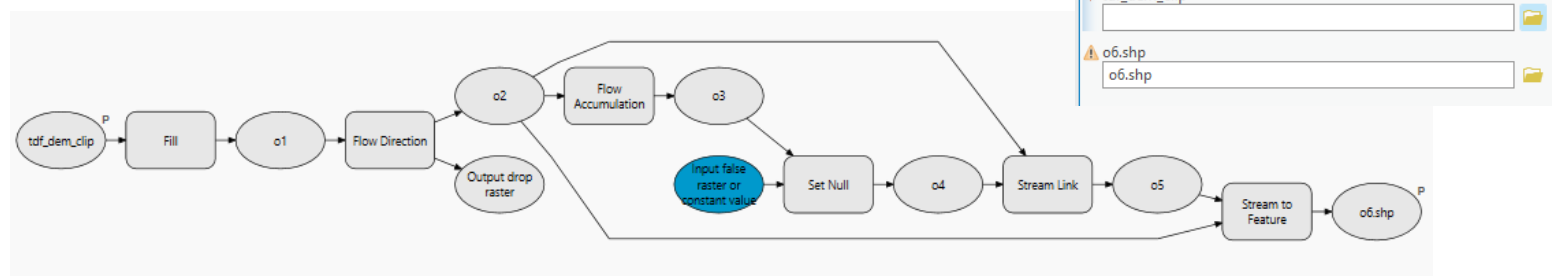 o6.shp
o6.shp
tdf_dem_clip
P
Fill
o1
Flow Direction
o2
Output drop
raster
Flow
Accumulation
o3
Input false
raster or
constant value
Set Null
o4
Stream Link
o5
Stream to
Feature
o6.shp
P